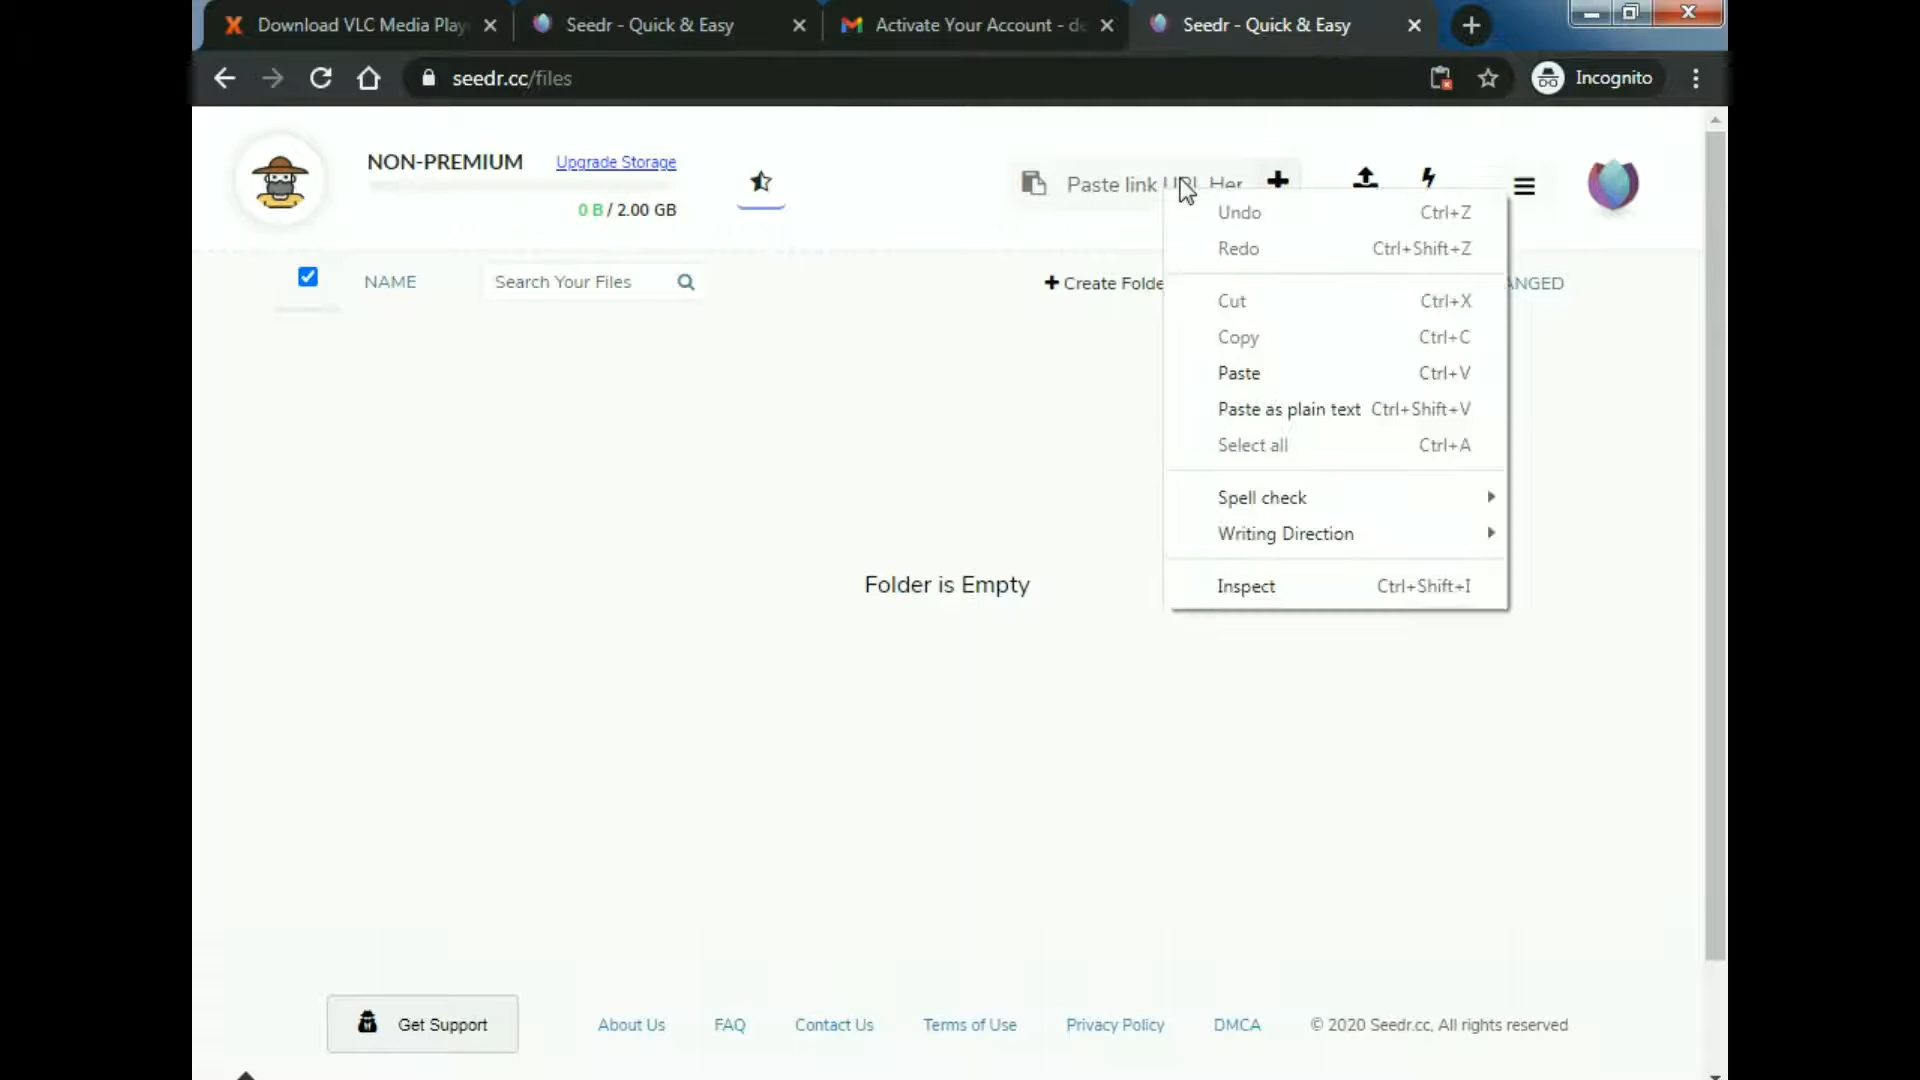 Download VLC Media Play
Seedr - Quick & Easy
Activate Your Account - de
Seedr - Quick & Easy
seedr.cc/files
Incognito
NON-PREMIUM
Upgrade Storage
0 B / 2.00 GB
Paste link URL Her
NAME
Search Your Files
Create Folde
ANGED
Undo Ctrl+Z
Redo Ctrl+Shift+Z
Cut Ctrl+X
Copy Ctrl+C
Paste Ctrl+V
Paste as plain text Ctrl+Shift+V
Select all Ctrl+A
Spell check
Writing Direction
Inspect Ctrl+Shift+I
Folder is Empty
Get Support
About Us
FAQ
Contact Us
Terms of Use
Privacy Policy
DMCA
© 2020 Seedr.cc, All rights reserved